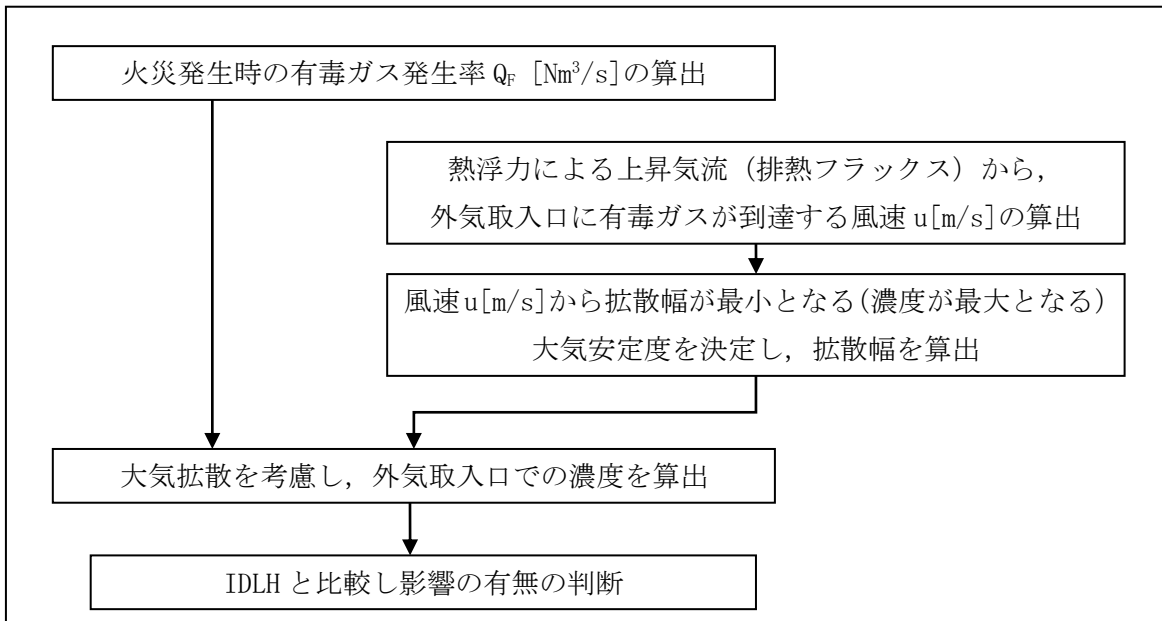 火災発生時の有毒ガス発生率 Q_F [Nm³/s]の算出
熱浮力による上昇気流（排熱フラックス）から，
外気取入口に有毒ガスが到達する風速 u[m/s]の算出
風速 u[m/s]から拡散幅が最小となる(濃度が最大となる)
大気安定度を決定し，拡散幅を算出
大気拡散を考慮し，外気取入口での濃度を算出
IDLH と比較し影響の有無の判断